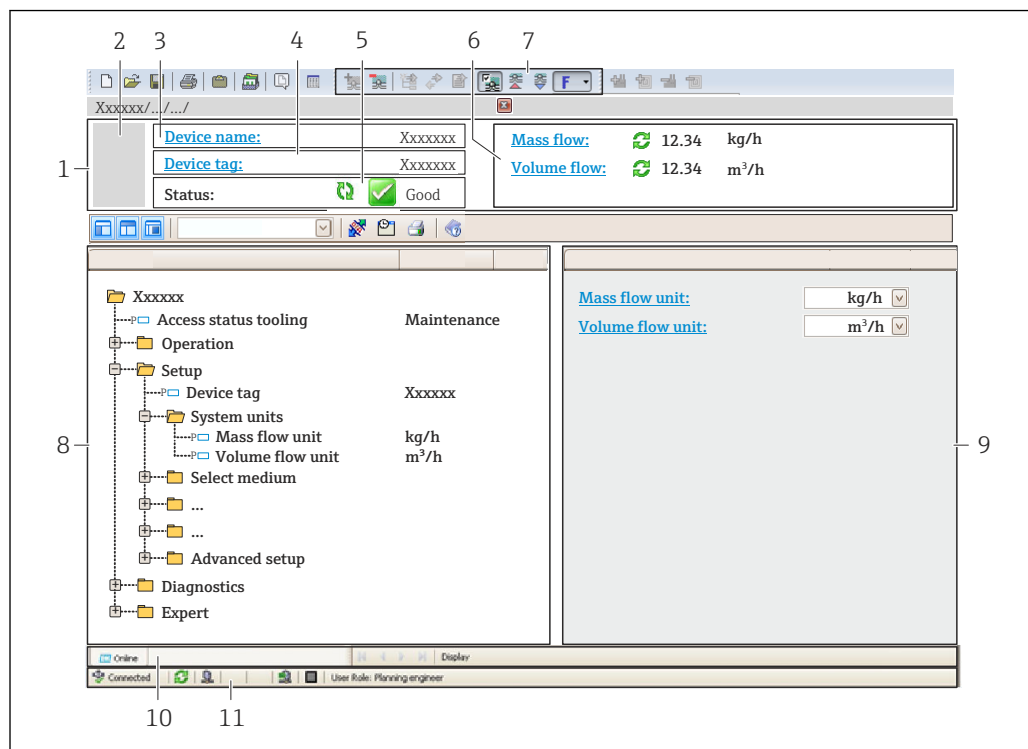 2 3 4 5 6 7
F
Xxxxxx/.../.../
1
Device name: Xxxxxxx
Device tag: Xxxxxxx
Status: Good
Mass flow: 12.34 kg/h
Volume flow: 12.34 m³/h
8
Xxxxxx
P Access status tooling Maintenance
Operation
Setup
P Device tag Xxxxxx
System units
P Mass flow unit kg/h
P Volume flow unit m³/h
Select medium
...
...
Advanced setup
Diagnostics
Expert
Mass flow unit: kg/h
Volume flow unit: m³/h
9
Online Display
Connected User Role: Planning engineer
10 11